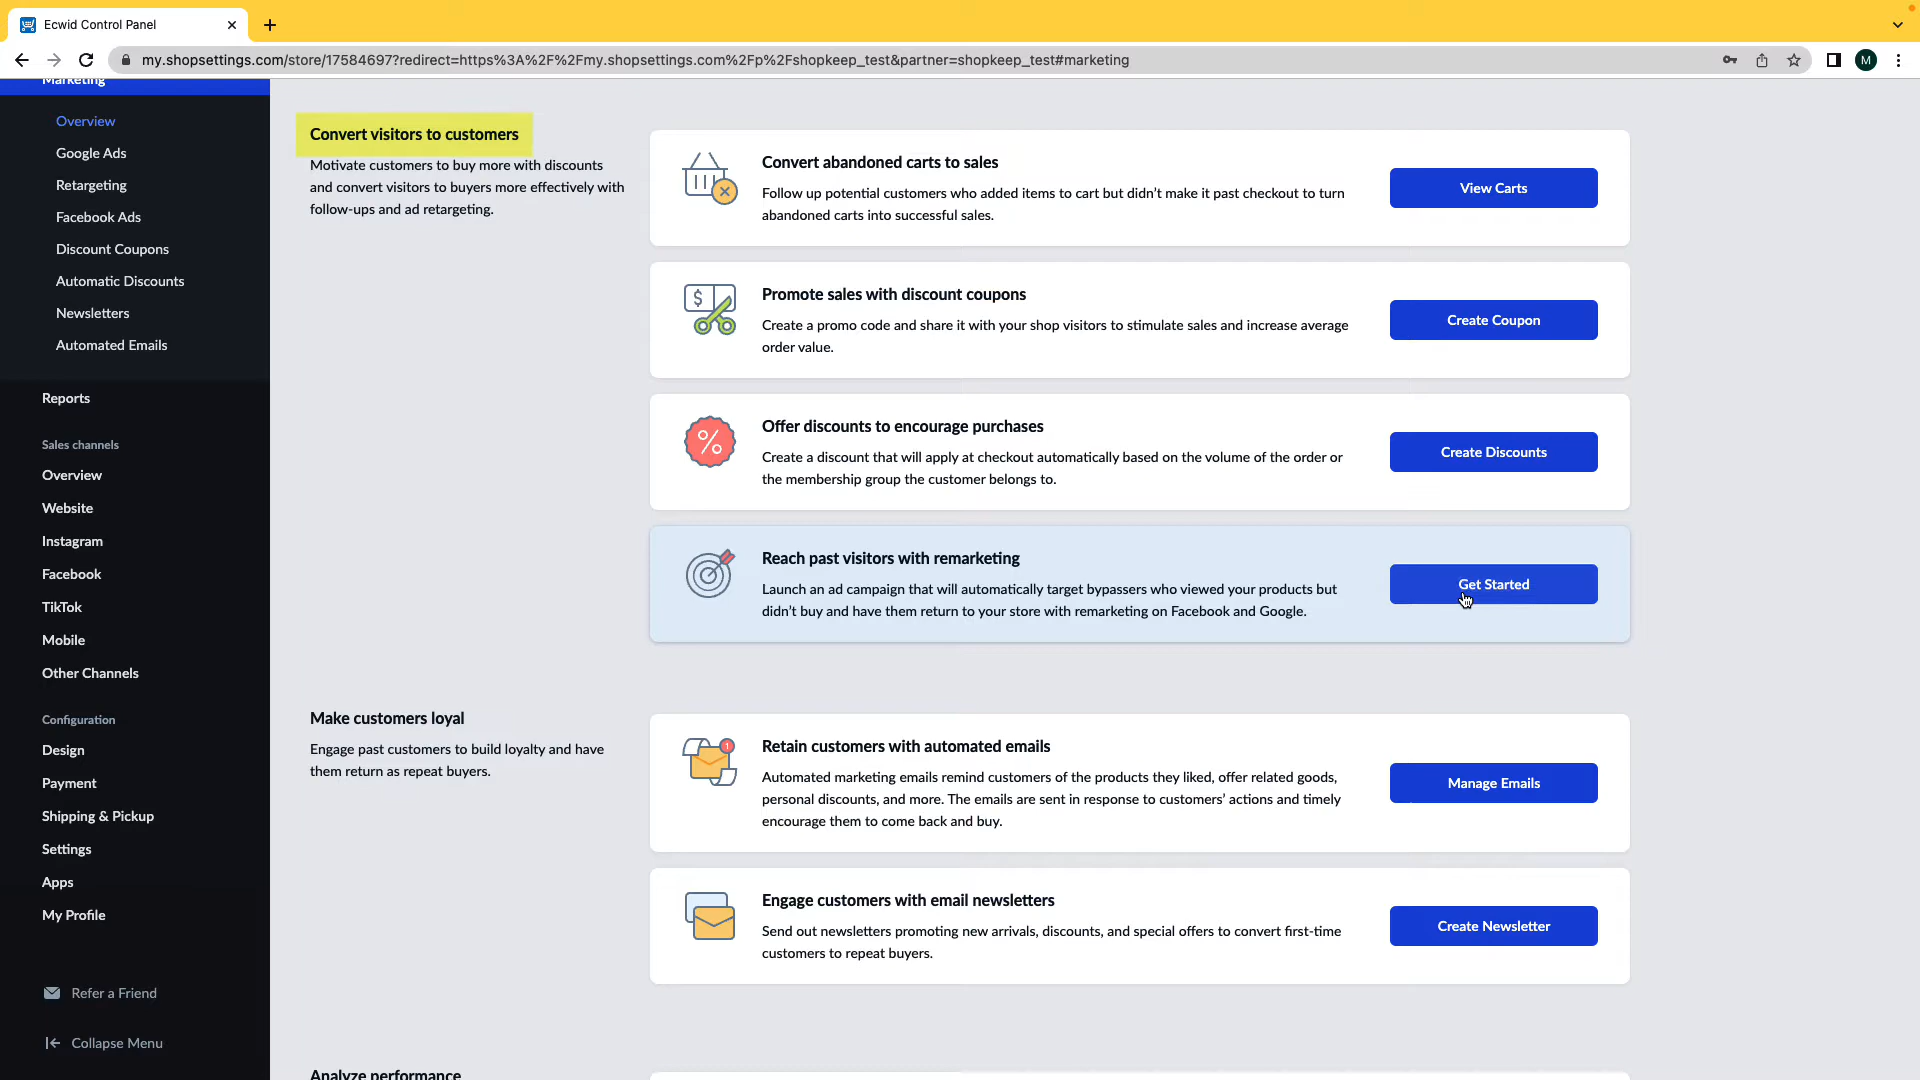 Ecwid Control Panel
my.shopsettings.com/store/17584697?redirect=https%3A%2F%2Fmy.shopsettings.com%2Fp%2Fshopkeep_test&partner=shopkeep_test#marketing
M
Marketing
Overview
Google Ads
Retargeting
Facebook Ads
Discount Coupons
Automatic Discounts
Newsletters
Automated Emails
Reports
Sales channels
Overview
Website
Instagram
Facebook
TikTok
Mobile
Other Channels
Configuration
Design
Payment
Shipping & Pickup
Settings
Apps
My Profile
Refer a Friend
Collapse Menu
Convert visitors to customers
Motivate customers to buy more with discounts
and convert visitors to buyers more effectively with
follow-ups and ad retargeting.
Convert abandoned carts to sales
Follow up potential customers who added items to cart but didn’t make it past checkout to turn
abandoned carts into successful sales.
View Carts
Promote sales with discount coupons
Create a promo code and share it with your shop visitors to stimulate sales and increase average
order value.
Create Coupon
Offer discounts to encourage purchases
Create a discount that will apply at checkout automatically based on the volume of the order or
the membership group the customer belongs to.
Create Discounts
Reach past visitors with remarketing
Launch an ad campaign that will automatically target bypassers who viewed your products but
didn’t buy and have them return to your store with remarketing on Facebook and Google.
Get Started
Make customers loyal
Engage past customers to build loyalty and have
them return as repeat buyers.
Retain customers with automated emails
Automated marketing emails remind customers of the products they liked, offer related goods,
personal discounts, and more. The emails are sent in response to customers’ actions and timely
encourage them to come back and buy.
Manage Emails
Engage customers with email newsletters
Send out newsletters promoting new arrivals, discounts, and special offers to convert first-time
customers to repeat buyers.
Create Newsletter
Analyze performance